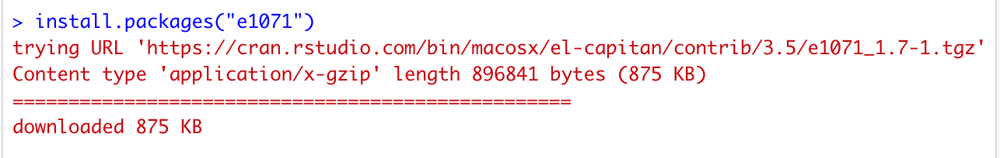 > install.packages("e1071")
trying URL 'https://cran.rstudio.com/bin/macosx/el-capitan/contrib/3.5/e1071_1.7-1.tgz'
Content type 'application/x-gzip' length 896841 bytes (875 KB)
==================================================
downloaded 875 KB